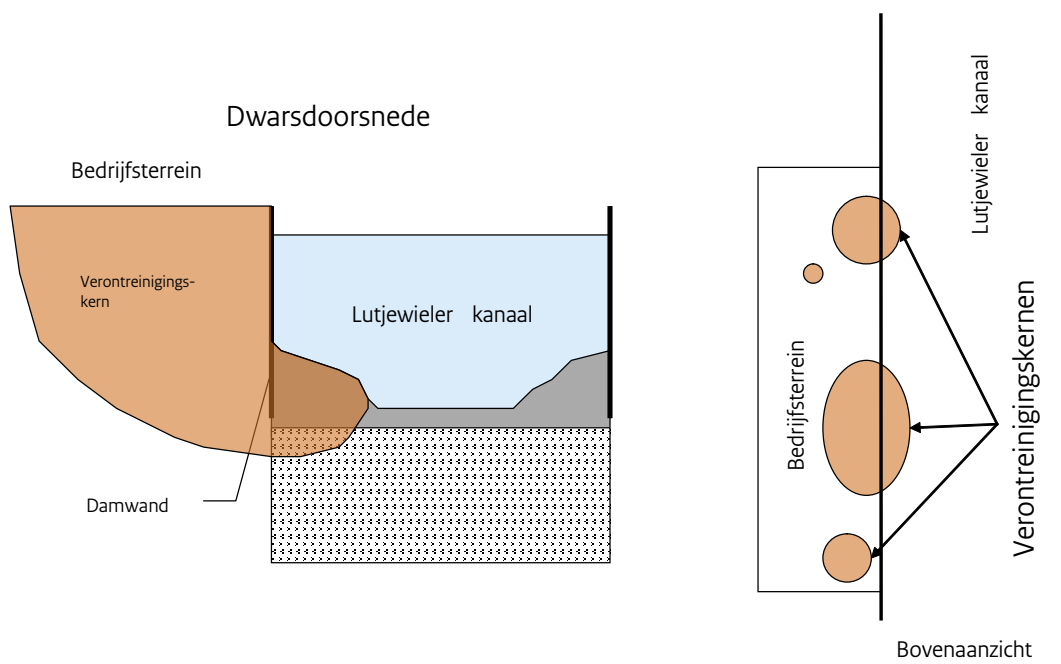 Dwarsdoorsnede
Bedrijfsterrein
Verontreinigings-
kern
Lutjewieler kanaal
Damwand
Lutjewieler kanaal
Bedrijfsterrein
Verontreinigingskernen
Bovenaanzicht